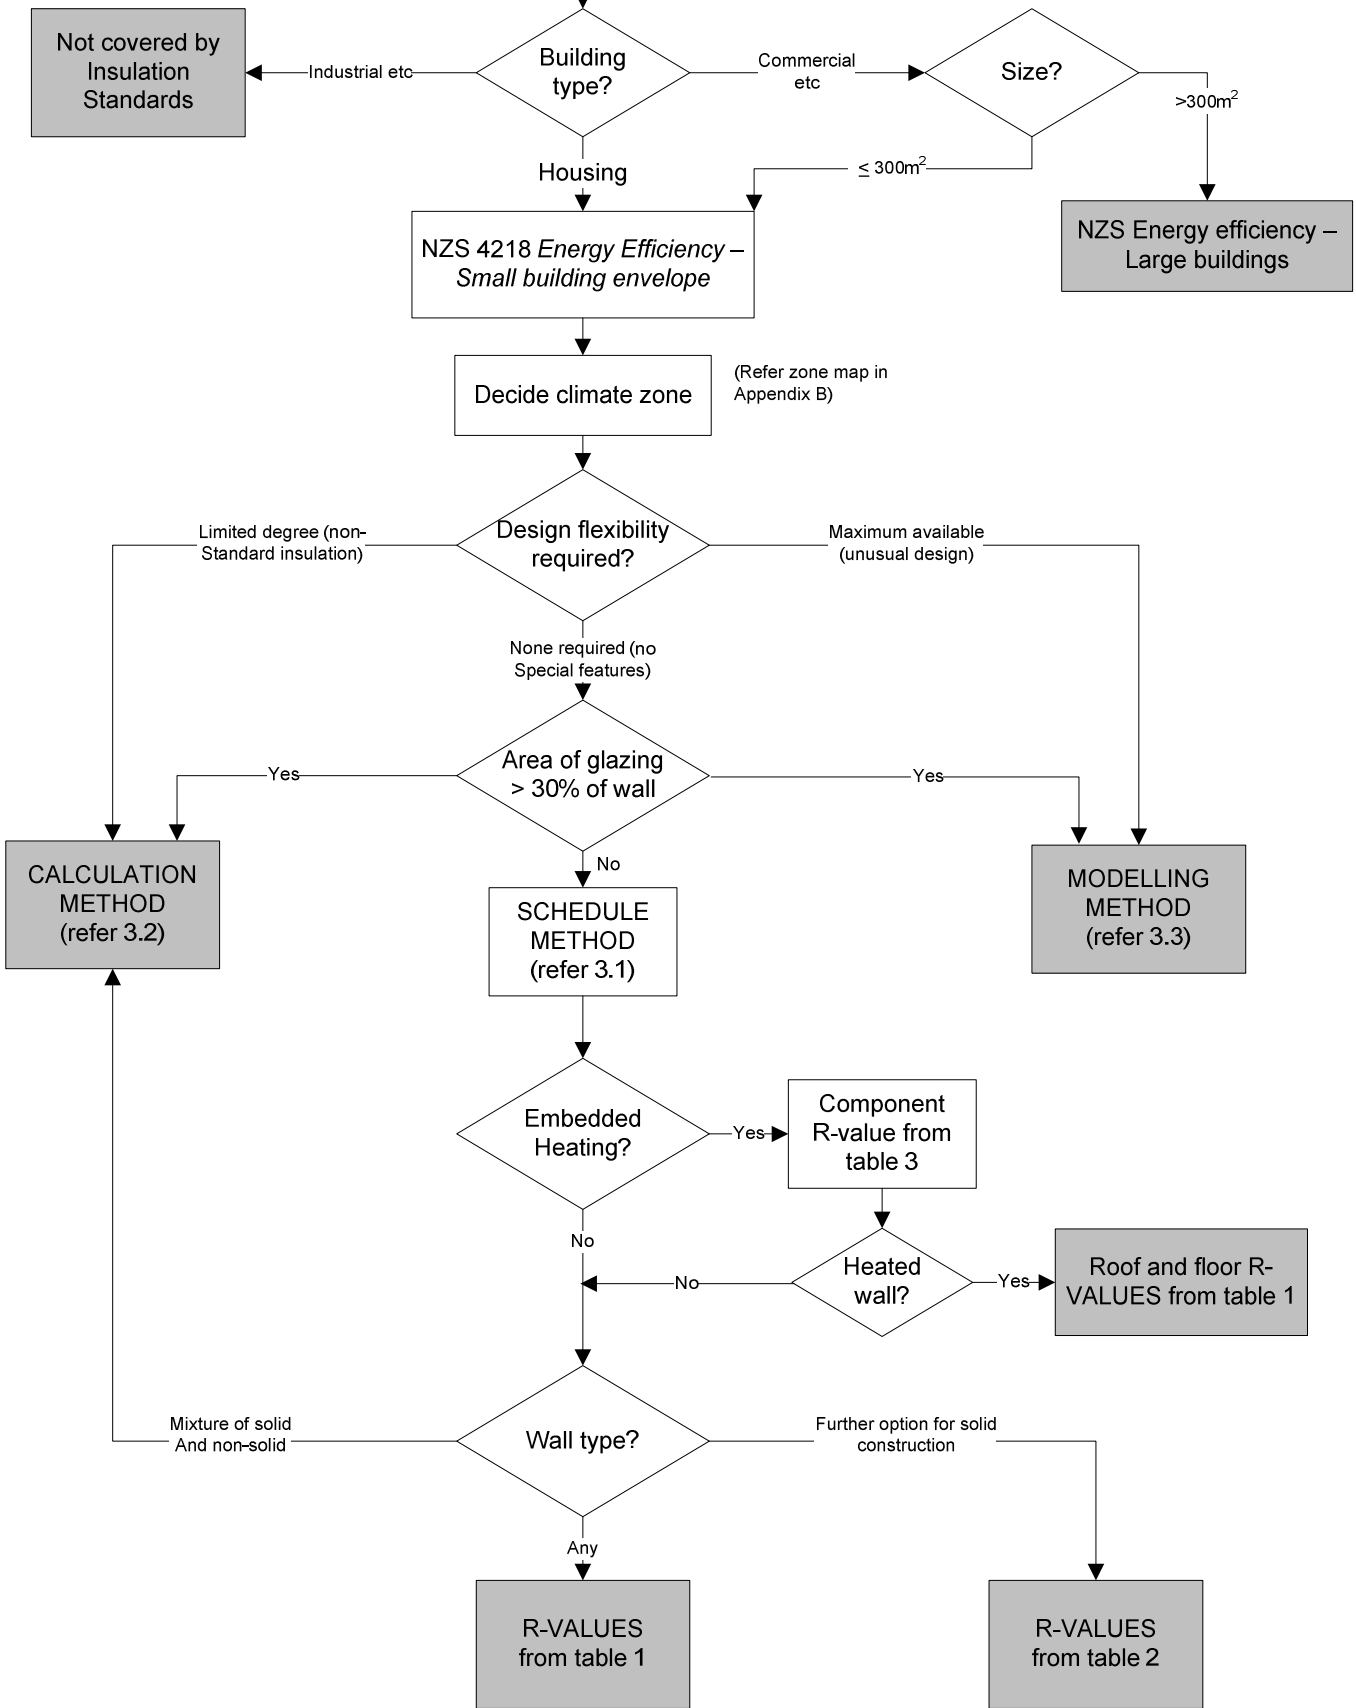 Not covered by
Insulation
Standards
Industrial etc
Building
type?
Commercial
etc
Size?
>300m²
Housing
≤ 300m²
NZS 4218 Energy Efficiency –
Small building envelope
NZS Energy efficiency –
Large buildings
Decide climate zone
(Refer zone map in
Appendix B)
Limited degree (non-
Standard insulation)
Design flexibility
required?
Maximum available
(unusual design)
None required (no
Special features)
Yes
Area of glazing
> 30% of wall
Yes
No
CALCULATION
METHOD
(refer 3.2)
SCHEDULE
METHOD
(refer 3.1)
MODELLING
METHOD
(refer 3.3)
Embedded
Heating?
Yes
Component
R-value from
table 3
No
No
Heated
wall?
Yes
Roof and floor R-
VALUES from table 1
Mixture of solid
And non-solid
Wall type?
Further option for solid
construction
Any
R-VALUES
from table 1
R-VALUES
from table 2